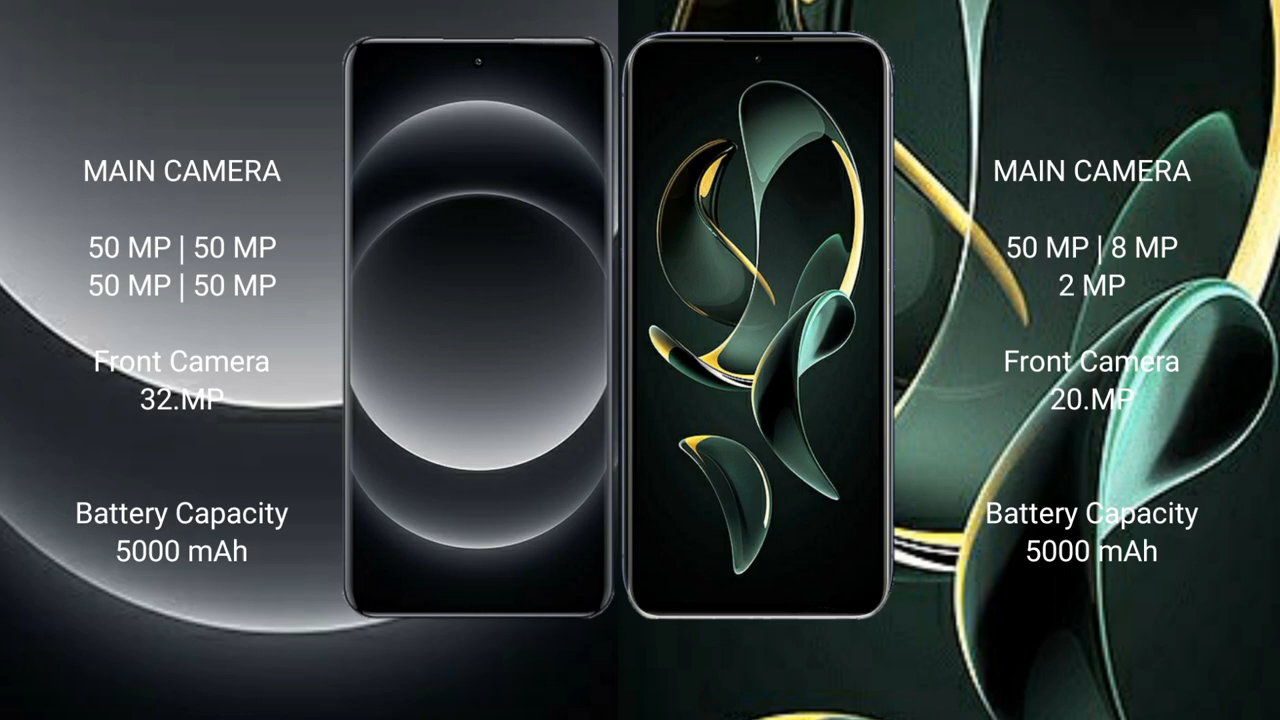 MAIN CAMERA
50 MP | 50 MP
50 MP | 50 MP
Front Camera
32.MP
Battery Capacity
5000 mAh
MAIN CAMERA
50 MP | 8 MP
2 MP
Front Camera
20.MP
Battery Capacity
5000 mAh